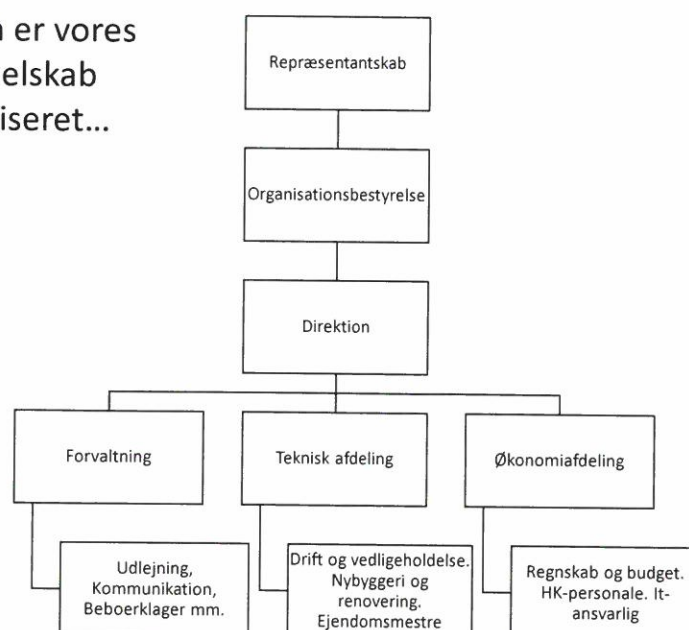 er vores
elskab
iseret...
Repræsentantskab
Organisationsbestyrelse
Direktion
Forvaltning
Teknisk afdeling
Økonomiafdeling
Udlejning,
Kommunikation,
Beboerklager mm.
Drift og vedligeholdelse.
Nybyggeri og
renovering.
Ejendomsmestre
Regnskab og budget.
HK-personale. It-
ansvarlig